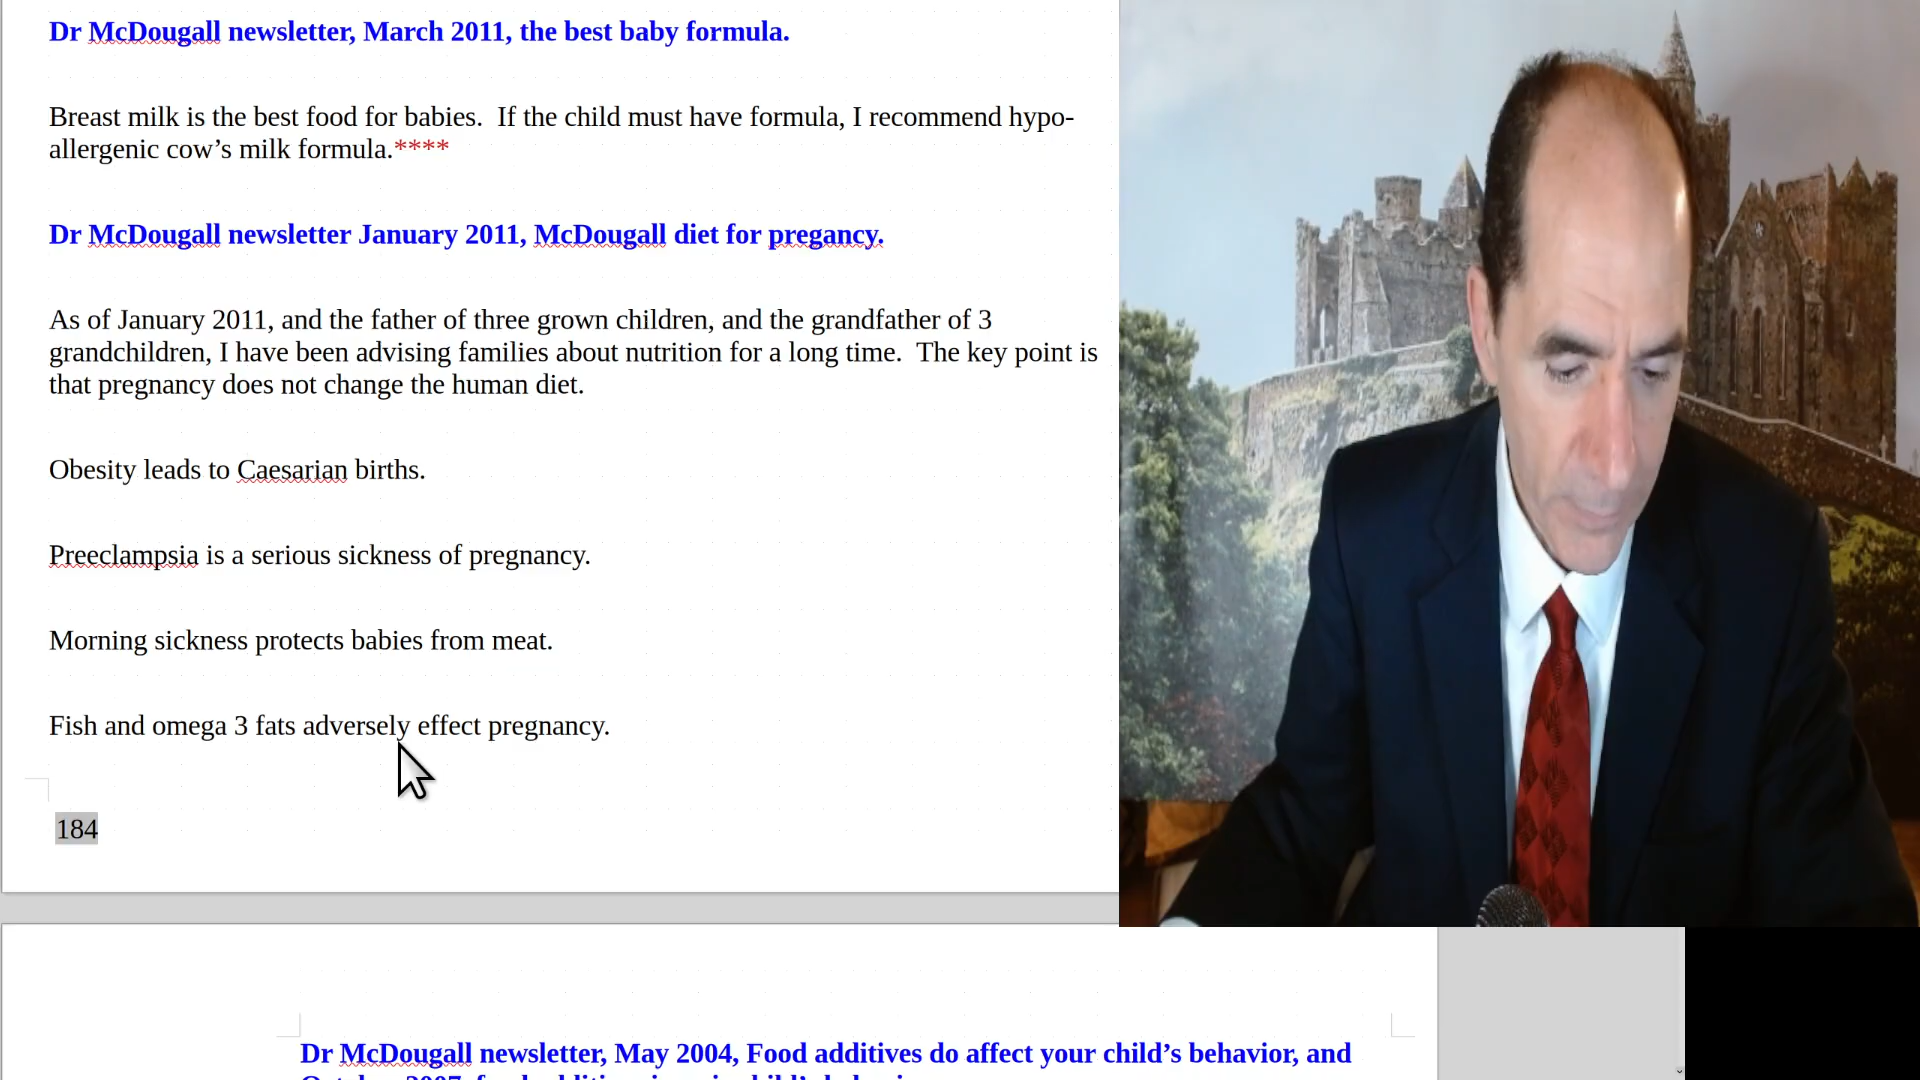 Dr McDougall newsletter, March 2011, the best baby formula.
Breast milk is the best food for babies.  If the child must have formula, I recommend hypo-
allergenic cow’s milk formula.****
Dr McDougall newsletter January 2011, McDougall diet for pregancy.
As of January 2011, and the father of three grown children, and the grandfather of 3
grandchildren, I have been advising families about nutrition for a long time.  The key point is
that pregnancy does not change the human diet.
Obesity leads to Caesarian births.
Preeclampsia is a serious sickness of pregnancy.
Morning sickness protects babies from meat.
Fish and omega 3 fats adversely effect pregnancy.
184
Dr McDougall newsletter, May 2004, Food additives do affect your child’s behavior, and